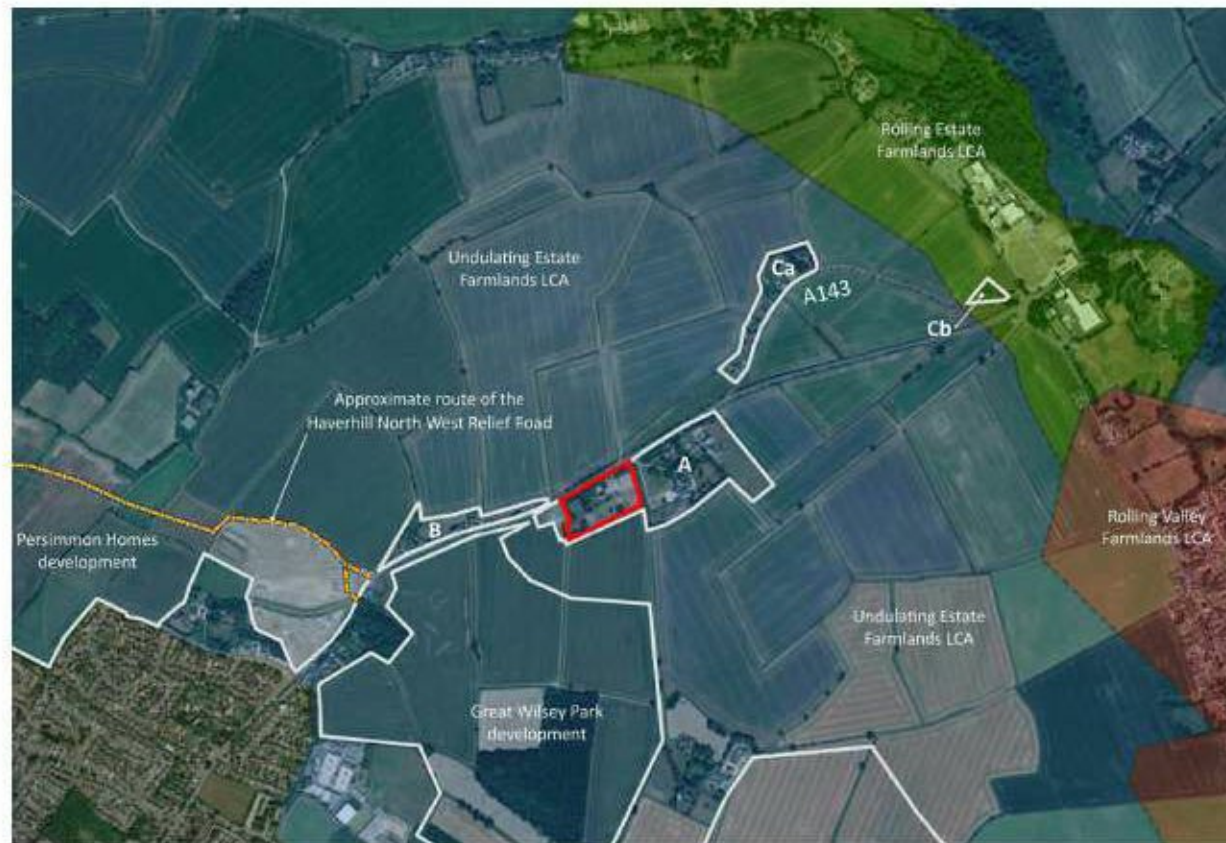 Rolling Estate
Farmlands LCA
Undulating Estate
Farmlands LCA
Ca
A143
Cb
Approximate route of the
Haverhill North West Relief Road
A
B
Persimmon Homes
development
Rolling Valley
Farmlands LCA
Undulating Estate
Farmlands LCA
Great Wilsey Park
development